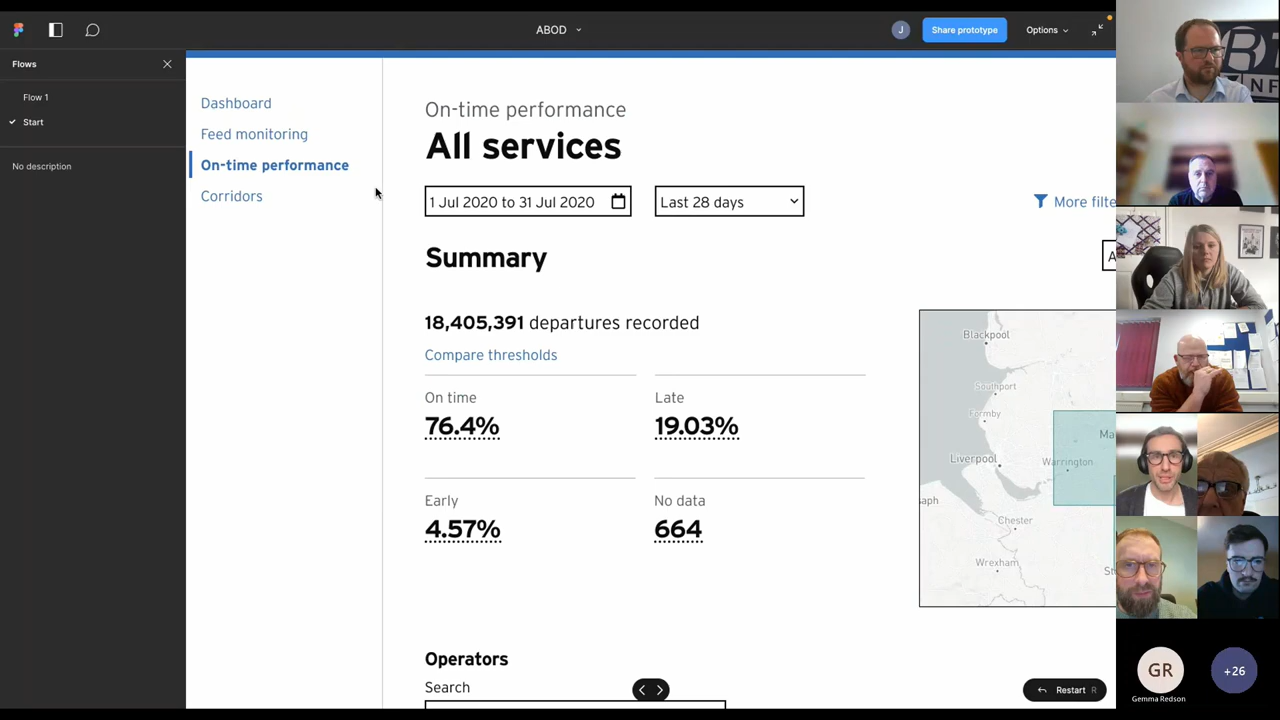 ABOD
J
Share prototype
Options
Flows
Flow 1
Start
No description
Dashboard
Feed monitoring
On-time performance
Corridors
On-time performance
All services
1 Jul 2020 to 31 Jul 2020
Last 28 days
More filte
Summary
A
18,405,391 departures recorded
Compare thresholds
On time
76.4%
Late
19.03%
Early
4.57%
No data
664
Blackpool
Southport
Formby
Liverpool
Ma
Warrington
aph
Chester
Wrexham
St
Operators
Search
Restart R
GR
+26
Gemma Redson